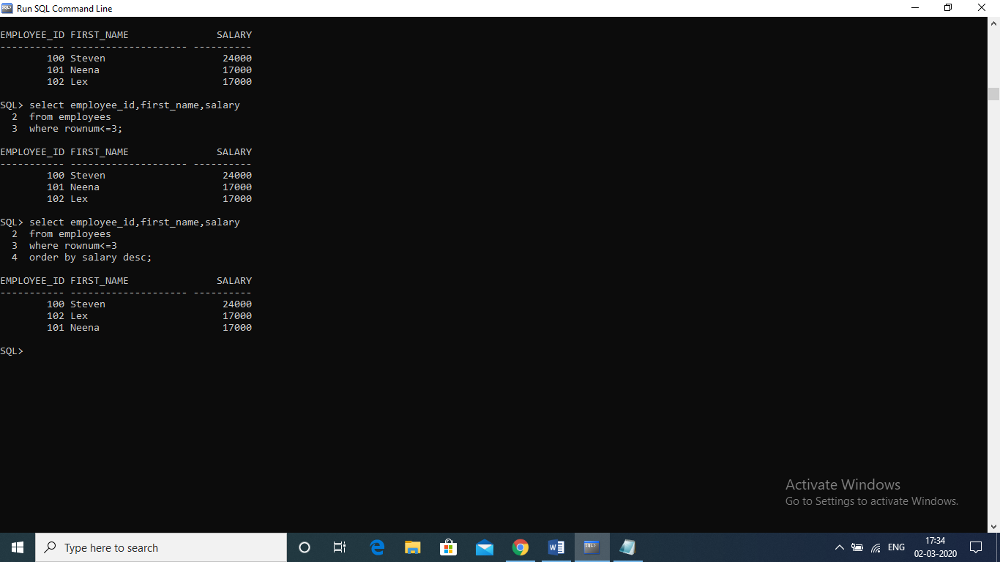 Run SQL Command Line
EMPLOYEE_ID FIRST_NAME               SALARY
----------- -------------------- ----------
        100 Steven                    24000
        101 Neena                     17000
        102 Lex                       17000
SQL> select employee_id,first_name,salary
  2  from employees
  3  where rownum<=3;
EMPLOYEE_ID FIRST_NAME               SALARY
----------- -------------------- ----------
        100 Steven                    24000
        101 Neena                     17000
        102 Lex                       17000
SQL> select employee_id,first_name,salary
  2  from employees
  3  where rownum<=3
  4  order by salary desc;
EMPLOYEE_ID FIRST_NAME               SALARY
----------- -------------------- ----------
        100 Steven                    24000
        102 Lex                       17000
        101 Neena                     17000
SQL>
Activate Windows
Go to Settings to activate Windows.
Type here to search
ENG
17:34
02-03-2020